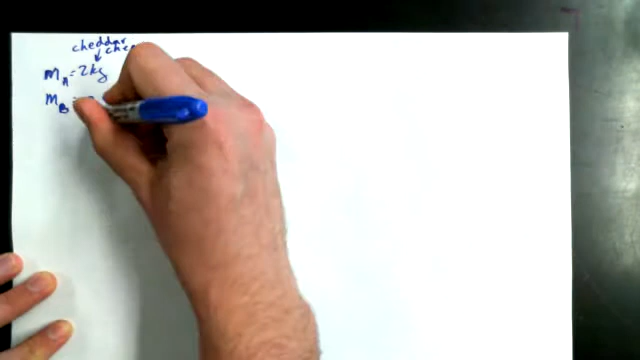 cheddar
m_A = 2kg
m_B =